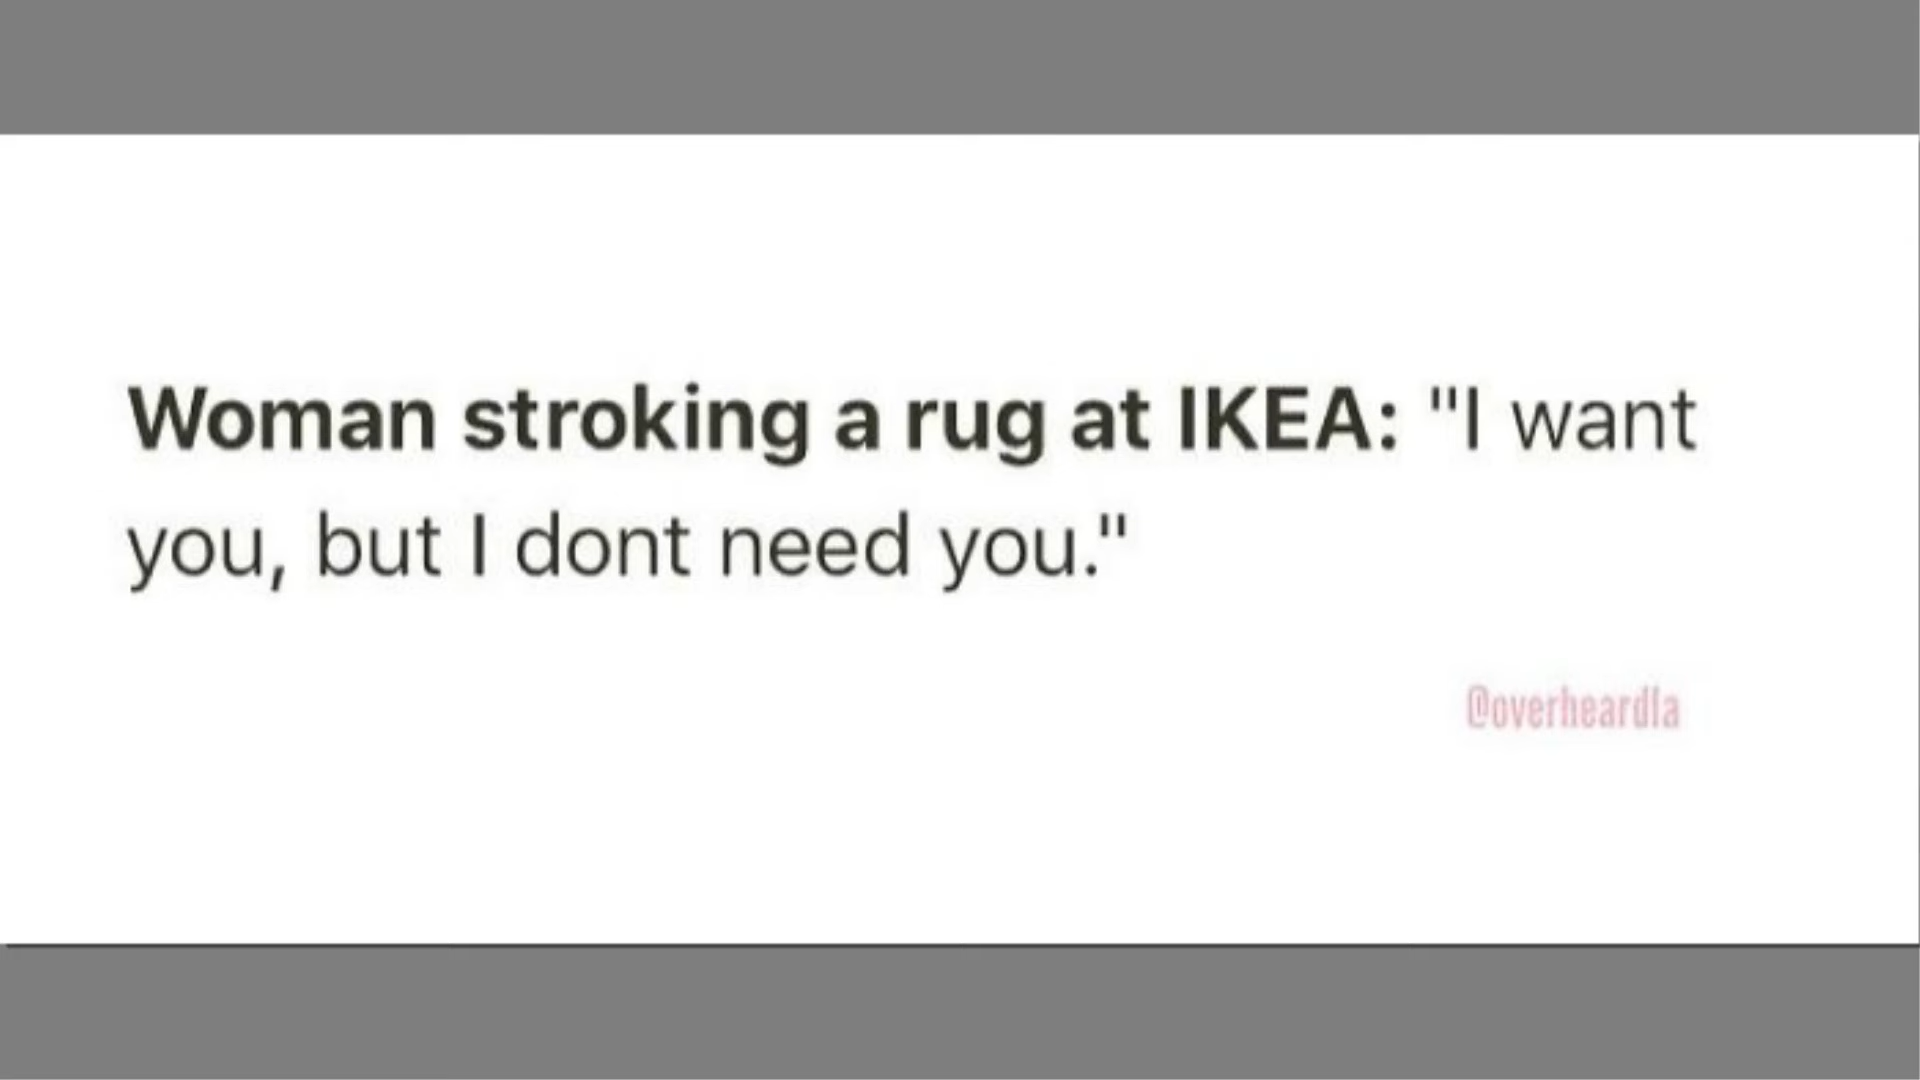 Woman stroking a rug at IKEA: "I want
you, but I dont need you."
@overheardla